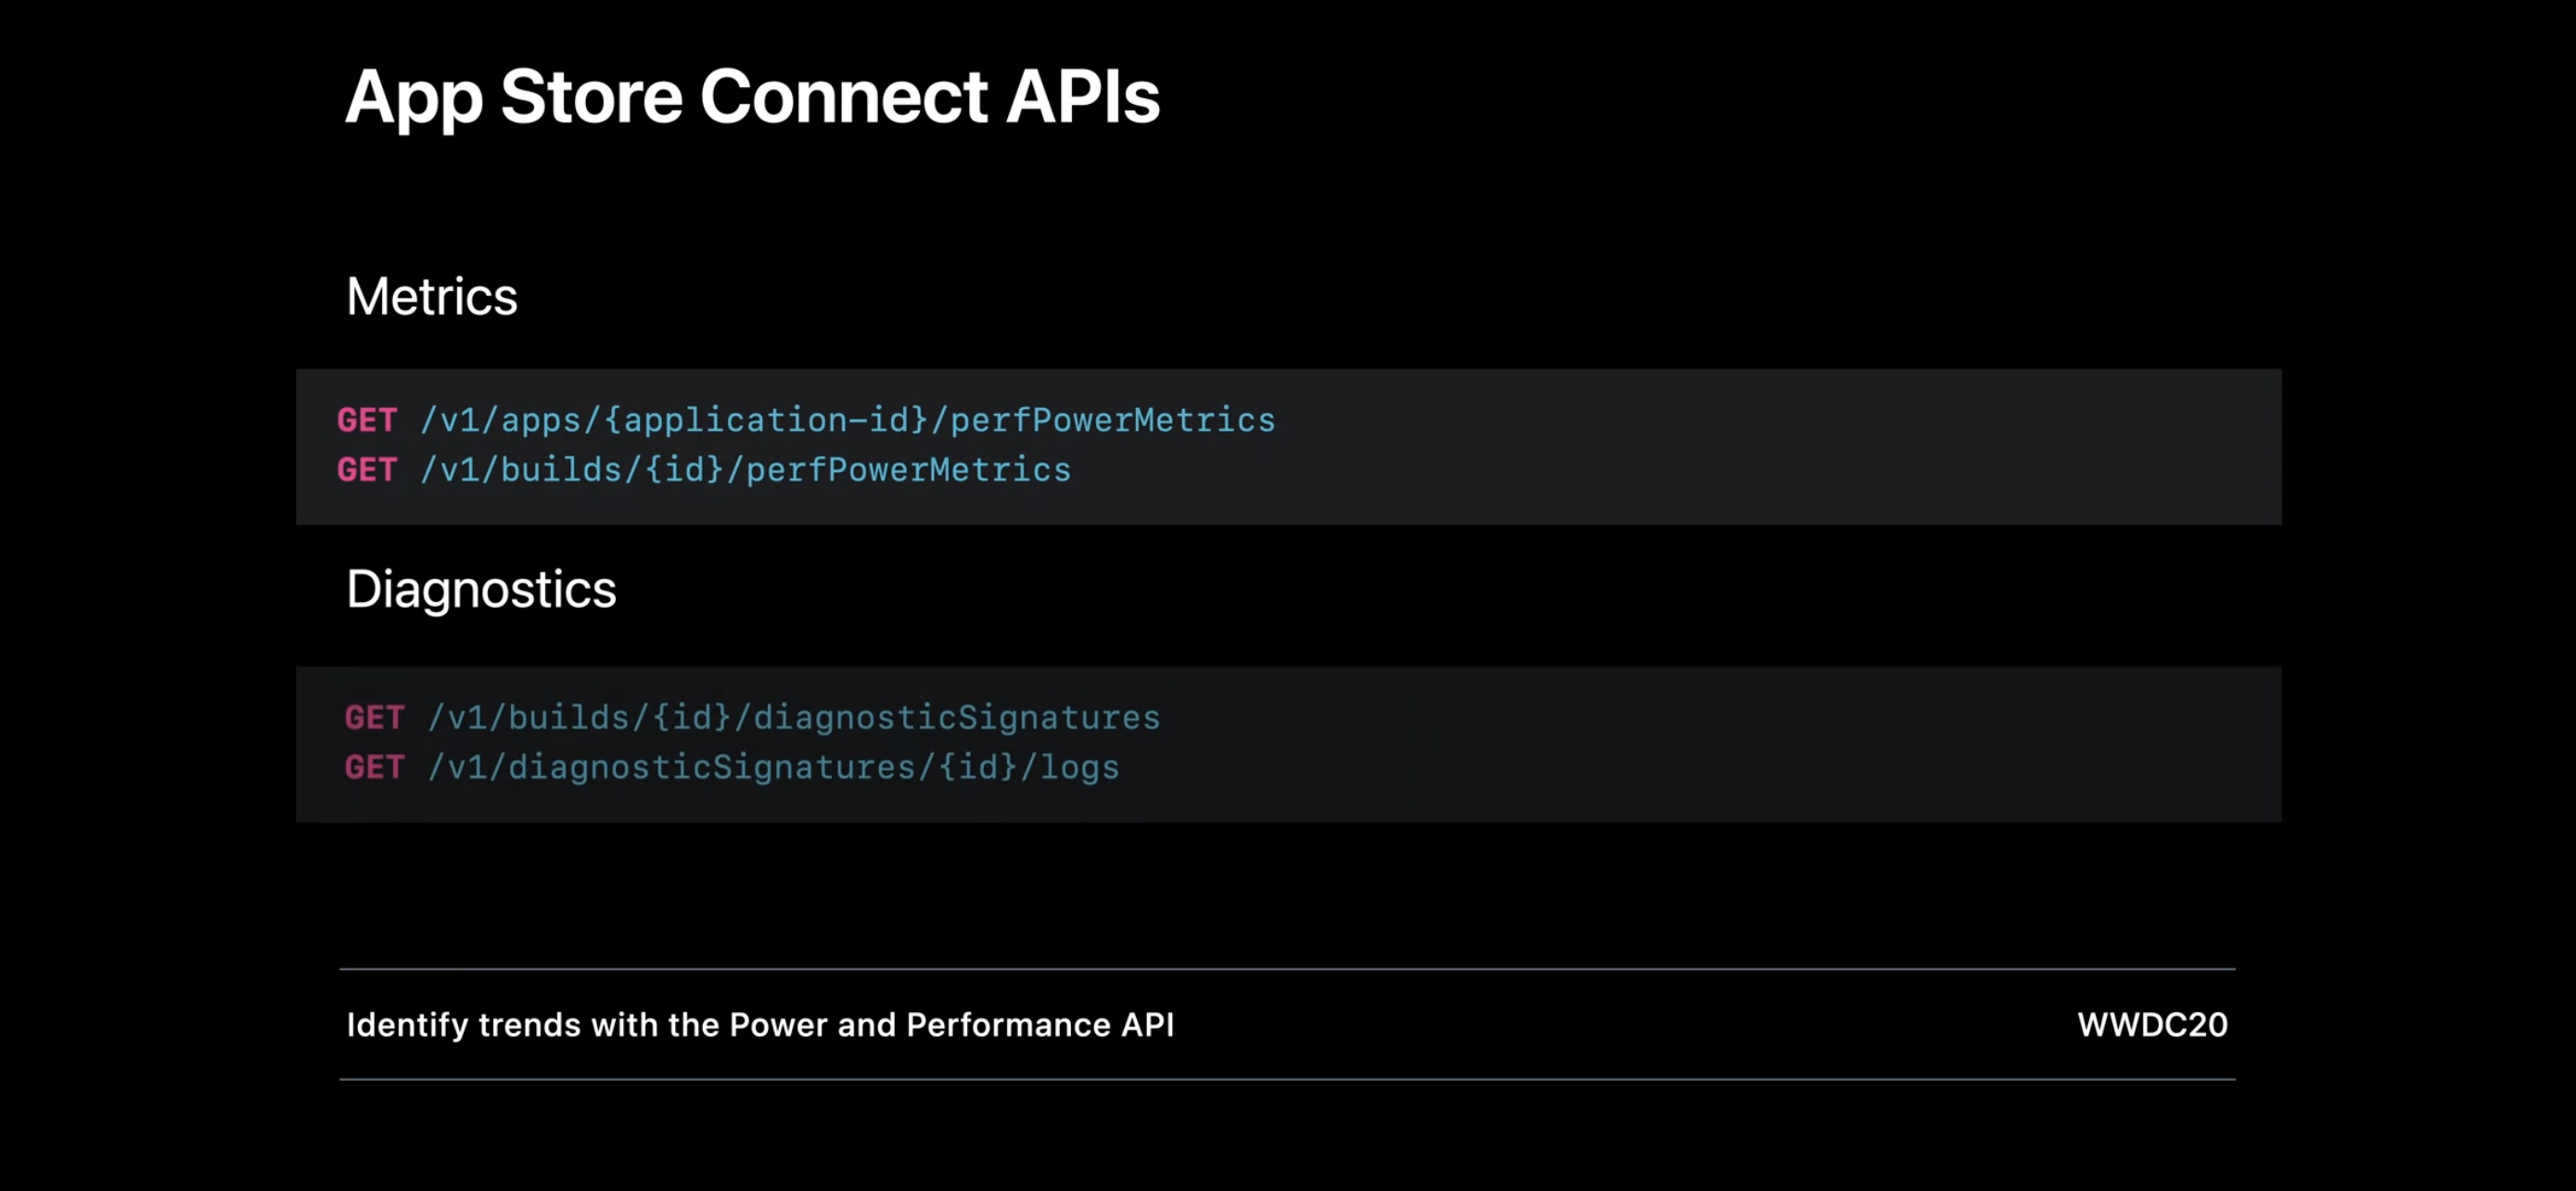 App Store Connect APIs
Metrics
GET /v1/apps/{application-id}/perfPowerMetrics
GET /v1/builds/{id}/perfPowerMetrics
Diagnostics
GET /v1/builds/{id}/diagnosticSignatures
GET /v1/diagnosticSignatures/{id}/logs
Identify trends with the Power and Performance API WWDC20